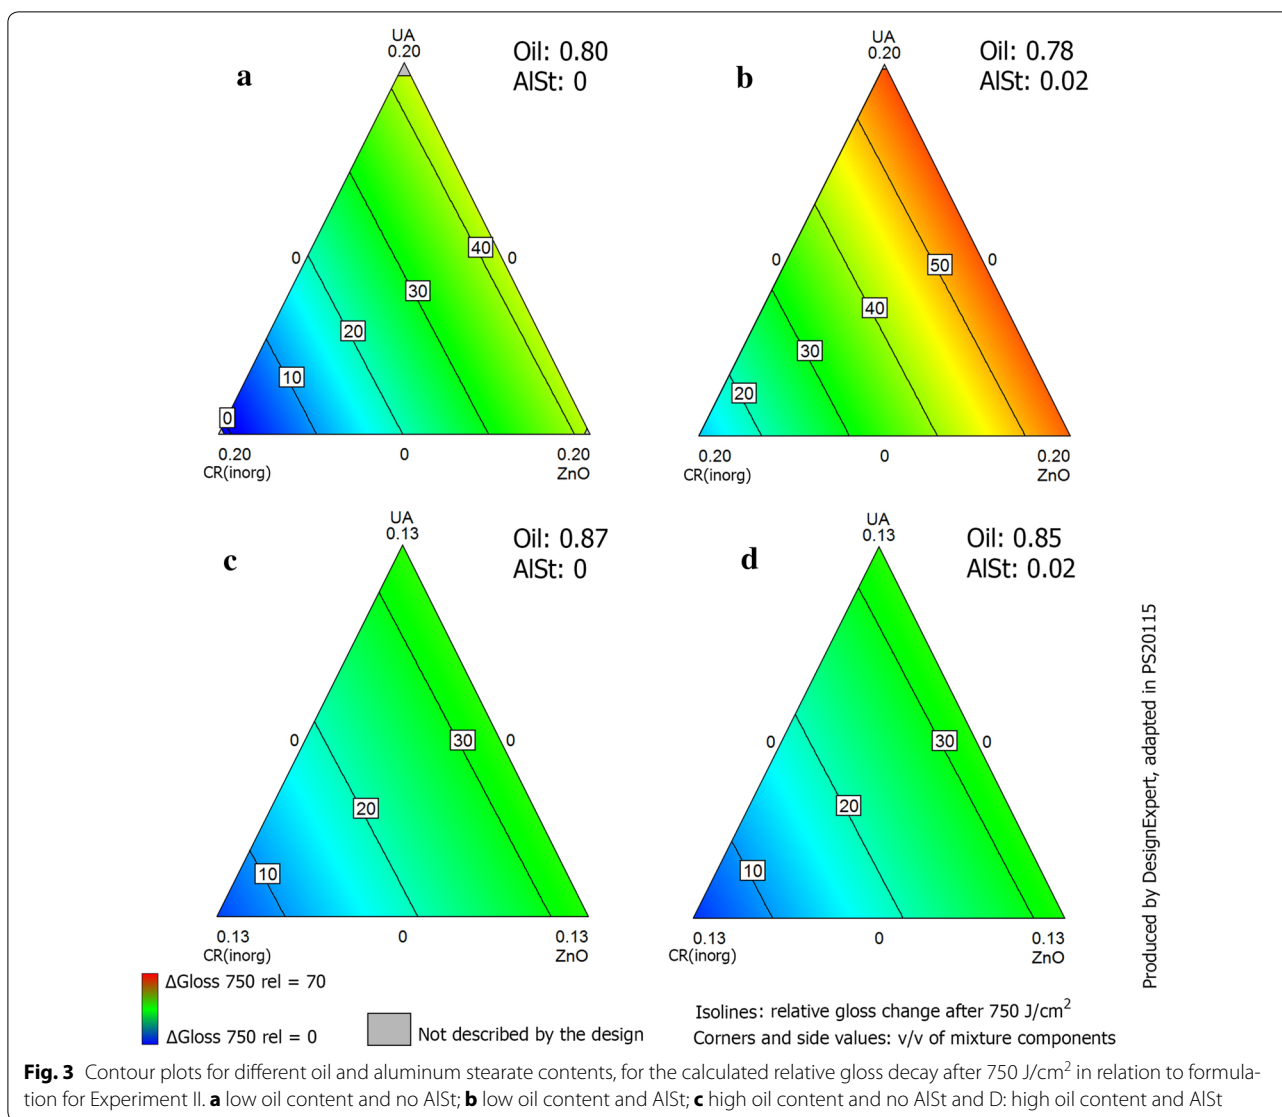 a
UA
0.20
Oil: 0.80
AlSt: 0
0
0
40
30
20
10
0
0.20
CR(inorg)
0
0.20
ZnO
b
UA
0.20
Oil: 0.78
AlSt: 0.02
0
0
50
40
30
20
0.20
CR(inorg)
0
0.20
ZnO
c
UA
0.13
Oil: 0.87
AlSt: 0
0
0
30
20
10
0.13
CR(inorg)
0
0.13
ZnO
d
UA
0.13
Oil: 0.85
AlSt: 0.02
0
0
30
20
10
0.13
CR(inorg)
0
0.13
ZnO
Produced by DesignExpert, adapted in PS20115
ΔGloss 750 rel = 70
ΔGloss 750 rel = 0
Not described by the design
Isolines: relative gloss change after 750 J/cm²
Corners and side values: v/v of mixture components
Fig. 3 Contour plots for different oil and aluminum stearate contents, for the calculated relative gloss decay after 750 J/cm² in relation to formula-
tion for Experiment II. a low oil content and no AlSt; b low oil content and AlSt; c high oil content and no AlSt and D: high oil content and AlSt